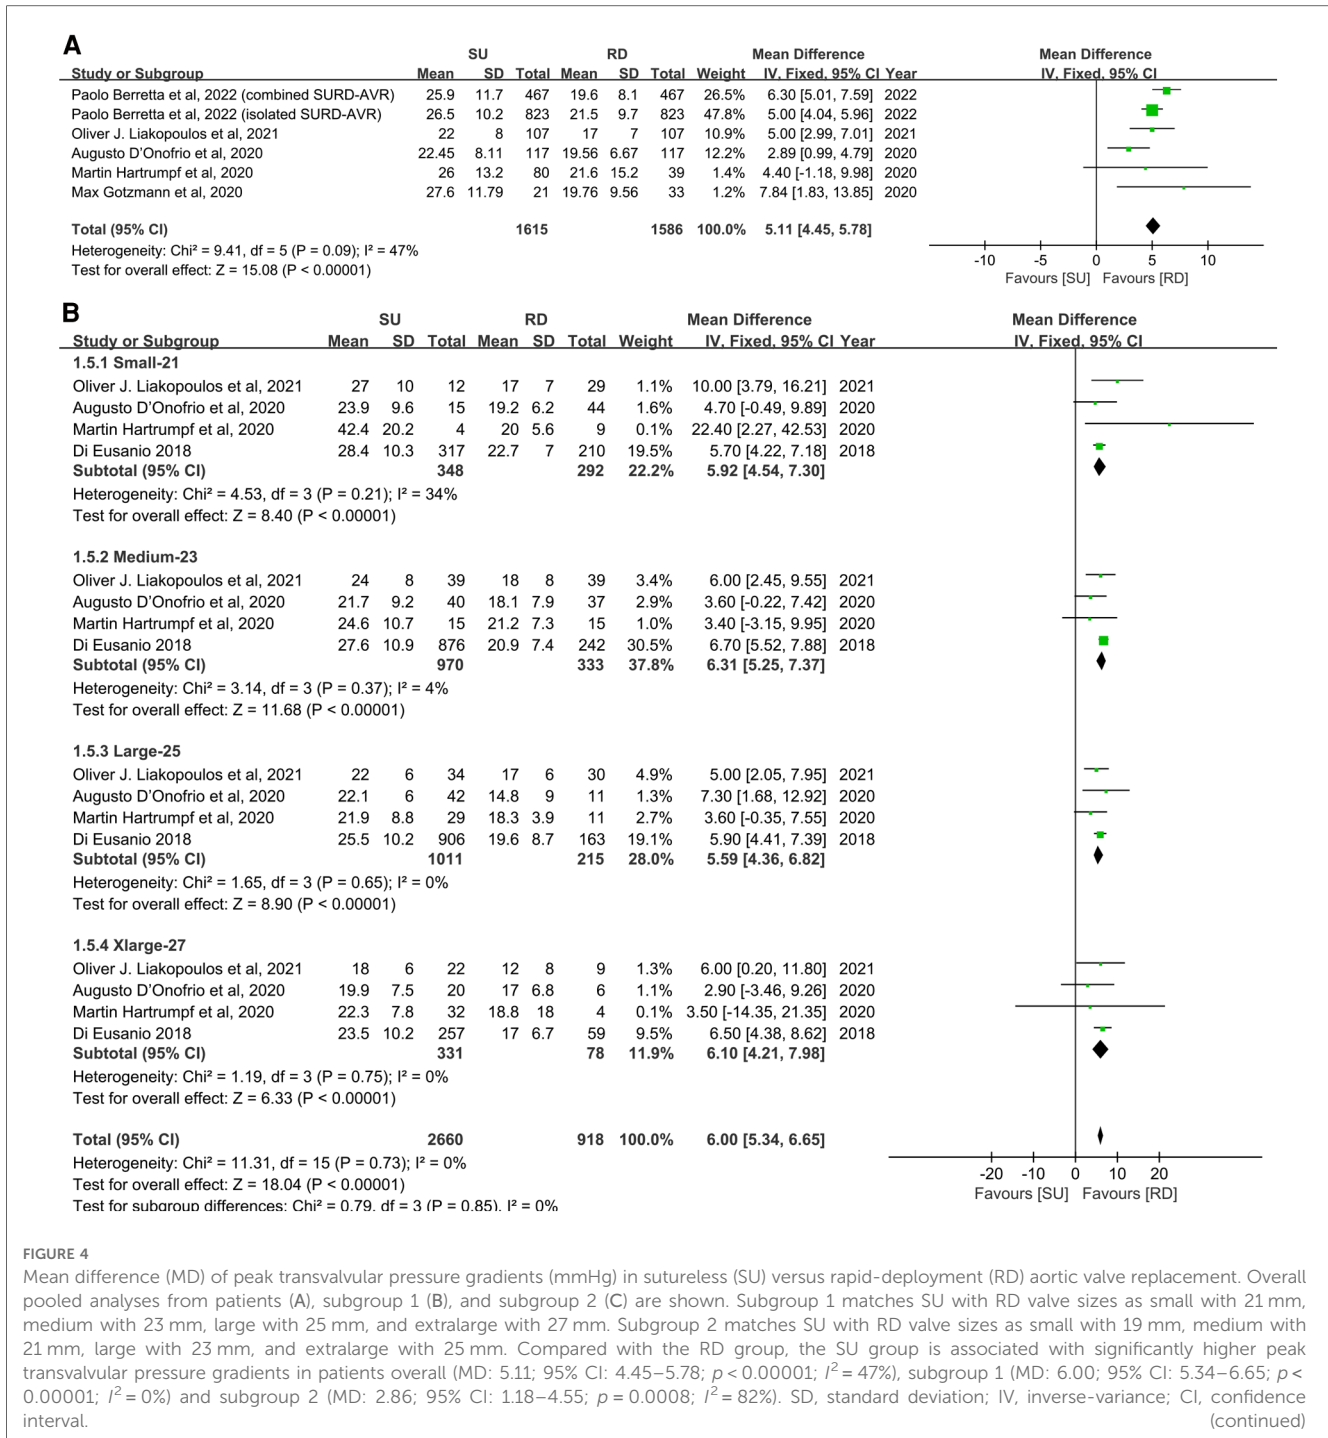 A
SU RD Mean Difference Mean Difference
Study or Subgroup Mean SD Total Mean SD Total Weight IV, Fixed, 95% CI Year IV, Fixed, 95% CI
Paolo Berretta et al, 2022 (combined SURD-AVR) 25.9 11.7 467 19.6 8.1 467 26.5% 6.30 [5.01, 7.59] 2022
Paolo Berretta et al, 2022 (isolated SURD-AVR) 26.5 10.2 823 21.5 9.7 823 47.8% 5.00 [4.04, 5.96] 2022
Oliver J. Liakopoulos et al, 2021 22 8 107 17 7 107 10.9% 5.00 [2.99, 7.01] 2021
Augusto D'Onofrio et al, 2020 22.45 8.11 117 19.56 6.67 117 12.2% 2.89 [0.99, 4.79] 2020
Martin Hartrumpf et al, 2020 26 13.2 80 21.6 15.2 39 1.4% 4.40 [-1.18, 9.98] 2020
Max Gotzmann et al, 2020 27.6 11.79 21 19.76 9.56 33 1.2% 7.84 [1.83, 13.85] 2020
Total (95% CI) 1615 1586 100.0% 5.11 [4.45, 5.78]
Heterogeneity: Chi² = 9.41, df = 5 (P = 0.09); I² = 47%
Test for overall effect: Z = 15.08 (P < 0.00001)
-10 -5 0 5 10
Favours [SU] Favours [RD]
B
SU RD Mean Difference Mean Difference
Study or Subgroup Mean SD Total Mean SD Total Weight IV, Fixed, 95% CI Year IV, Fixed, 95% CI
1.5.1 Small-21
Oliver J. Liakopoulos et al, 2021 27 10 12 17 7 29 1.1% 10.00 [3.79, 16.21] 2021
Augusto D'Onofrio et al, 2020 23.9 9.6 15 19.2 6.2 44 1.6% 4.70 [-0.49, 9.89] 2020
Martin Hartrumpf et al, 2020 42.4 20.2 4 20 5.6 9 0.1% 22.40 [2.27, 42.53] 2020
Di Eusanio 2018 28.4 10.3 317 22.7 7 210 19.5% 5.70 [4.22, 7.18] 2018
Subtotal (95% CI) 348 292 22.2% 5.92 [4.54, 7.30]
Heterogeneity: Chi² = 4.53, df = 3 (P = 0.21); I² = 34%
Test for overall effect: Z = 8.40 (P < 0.00001)
1.5.2 Medium-23
Oliver J. Liakopoulos et al, 2021 24 8 39 18 8 39 3.4% 6.00 [2.45, 9.55] 2021
Augusto D'Onofrio et al, 2020 21.7 9.2 40 18.1 7.9 37 2.9% 3.60 [-0.22, 7.42] 2020
Martin Hartrumpf et al, 2020 24.6 10.7 15 21.2 7.3 15 1.0% 3.40 [-3.15, 9.95] 2020
Di Eusanio 2018 27.6 10.9 876 20.9 7.4 242 30.5% 6.70 [5.52, 7.88] 2018
Subtotal (95% CI) 970 333 37.8% 6.31 [5.25, 7.37]
Heterogeneity: Chi² = 3.14, df = 3 (P = 0.37); I² = 4%
Test for overall effect: Z = 11.68 (P < 0.00001)
1.5.3 Large-25
Oliver J. Liakopoulos et al, 2021 22 6 34 17 6 30 4.9% 5.00 [2.05, 7.95] 2021
Augusto D'Onofrio et al, 2020 22.1 6 42 14.8 9 11 1.3% 7.30 [1.68, 12.92] 2020
Martin Hartrumpf et al, 2020 21.9 8.8 29 18.3 3.9 11 2.7% 3.60 [-0.35, 7.55] 2020
Di Eusanio 2018 25.5 10.2 906 19.6 8.7 163 19.1% 5.90 [4.41, 7.39] 2018
Subtotal (95% CI) 1011 215 28.0% 5.59 [4.36, 6.82]
Heterogeneity: Chi² = 1.65, df = 3 (P = 0.65); I² = 0%
Test for overall effect: Z = 8.90 (P < 0.00001)
1.5.4 Xlarge-27
Oliver J. Liakopoulos et al, 2021 18 6 22 12 8 9 1.3% 6.00 [0.20, 11.80] 2021
Augusto D'Onofrio et al, 2020 19.9 7.5 20 17 6.8 6 1.1% 2.90 [-3.46, 9.26] 2020
Martin Hartrumpf et al, 2020 22.3 7.8 32 18.8 18 4 0.1% 3.50 [-14.35, 21.35] 2020
Di Eusanio 2018 23.5 10.2 257 17 6.7 59 9.5% 6.50 [4.38, 8.62] 2018
Subtotal (95% CI) 331 78 11.9% 6.10 [4.21, 7.98]
Heterogeneity: Chi² = 1.19, df = 3 (P = 0.75); I² = 0%
Test for overall effect: Z = 6.33 (P < 0.00001)
Total (95% CI) 2660 918 100.0% 6.00 [5.34, 6.65]
Heterogeneity: Chi² = 11.31, df = 15 (P = 0.73); I² = 0%
Test for overall effect: Z = 18.04 (P < 0.00001)
Test for subgroup differences: Chi² = 0.79, df = 3 (P = 0.85), I² = 0%
-20 -10 0 10 20
Favours [SU] Favours [RD]
FIGURE 4
Mean difference (MD) of peak transvalvular pressure gradients (mmHg) in sutureless (SU) versus rapid-deployment (RD) aortic valve replacement. Overall
pooled analyses from patients (A), subgroup 1 (B), and subgroup 2 (C) are shown. Subgroup 1 matches SU with RD valve sizes as small with 21 mm,
medium with 23 mm, large with 25 mm, and extralarge with 27 mm. Subgroup 2 matches SU with RD valve sizes as small with 19 mm, medium with
21 mm, large with 23 mm, and extralarge with 25 mm. Compared with the RD group, the SU group is associated with significantly higher peak
transvalvular pressure gradients in patients overall (MD: 5.11; 95% CI: 4.45–5.78; p < 0.00001; I² = 47%), subgroup 1 (MD: 6.00; 95% CI: 5.34–6.65; p <
0.00001; I² = 0%) and subgroup 2 (MD: 2.86; 95% CI: 1.18–4.55; p = 0.0008; I² = 82%). SD, standard deviation; IV, inverse-variance; CI, confidence
interval. (continued)